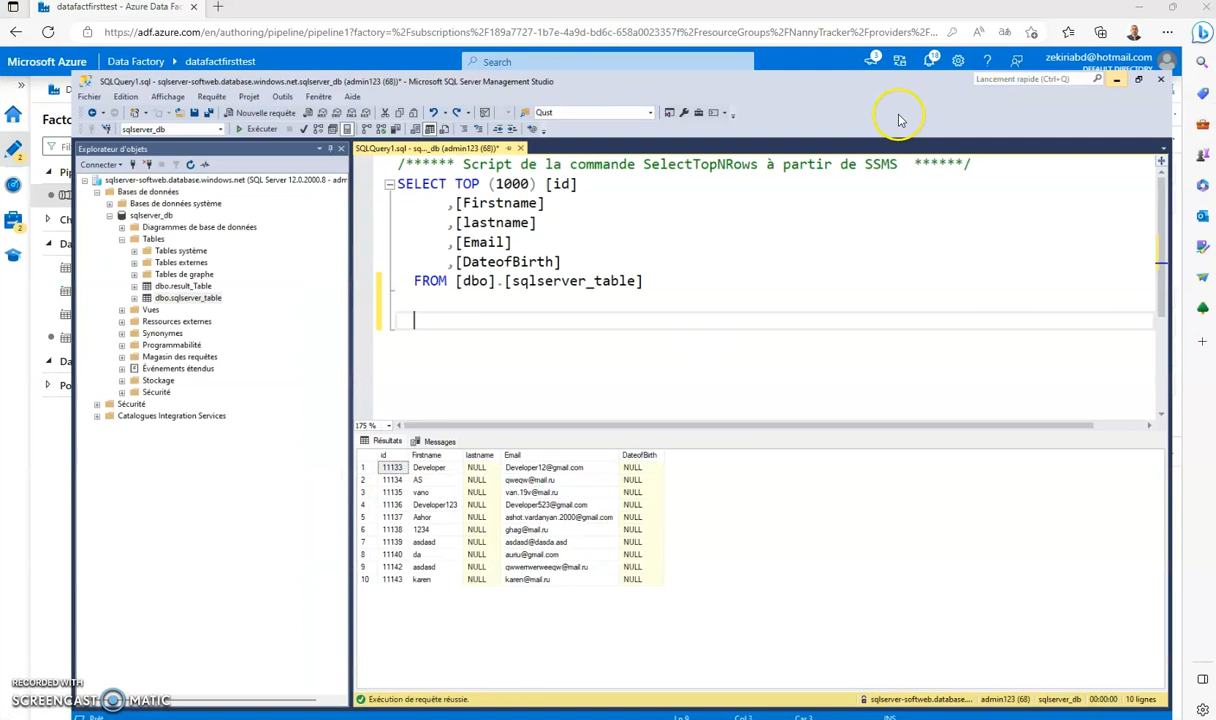 datafactfirsttest - Azure Data Fac
https://adf.azure.com/en/authoring/pipeline/pipeline1?factory=%2Fsubscriptions%2F189a7727-1b7b-4a9d-bd6c-658a0023357f%2FresourceGroups%2FNannyTracker%2Fproviders%2F...
Microsoft Azure
Data Factory
datafactfirsttest
Search
3
18
zekiriabd@hotmail.com
DEFAULT DIRECTORY
SQLQuery1.sql - sqlserver-softweb.database.windows.net.sqlserver_db (admin123 (68))* - Microsoft SQL Server Management Studio
Lancement rapide (Ctrl+Q)
Fichier Edition Affichage Requête Projet Outils Fenêtre Aide
Nouvelle requête
Qust
sqlserver_db
Exécuter
Explorateur d'objets
Connecter
sqlserver-softweb.database.windows.net (SQL Server 12.0.2000.8 - adm
Bases de données
Bases de données système
sqlserver_db
Diagrammes de base de données
Tables
Tables système
Tables externes
Tables de graphe
dbo.result_Table
dbo.sqlserver_table
Vues
Ressources externes
Synonymes
Programmabilité
Magasin des requêtes
Événements étendus
Stockage
Sécurité
Sécurité
Catalogues Integration Services
SQLQuery1.sql - sq..._db (admin123 (68))*
/****** Script de la commande SelectTopNRows à partir de SSMS ******/
SELECT TOP (1000) [id]
,[Firstname]
,[lastname]
,[Email]
,[DateofBirth]
FROM [dbo].[sqlserver_table]
175 %
Résultats Messages
id Firstname lastname Email DateofBirth
1 11133 Developer NULL Developer12@gmail.com NULL
2 11134 AS NULL qweqw@mail.ru NULL
3 11135 vano NULL van.19v@mail.ru NULL
4 11136 Developer123 NULL Developer523@gmail.com NULL
5 11137 Ashor NULL ashot.vardanyan.2000@gmail.com NULL
6 11138 1234 NULL ghag@mail.ru NULL
7 11139 asdasd NULL asdasd@dasda.asd NULL
8 11140 da NULL auriu@gmail.com NULL
9 11142 asdasd NULL qwwerrwerweeqw@mail.ru NULL
10 11143 karen NULL karen@mail.ru NULL
Exécution de requête réussie.
sqlserver-softweb.database.... admin123 (68) sqlserver_db 00:00:00 10 lignes
RECORDED WITH
SCREENCAST MATIC